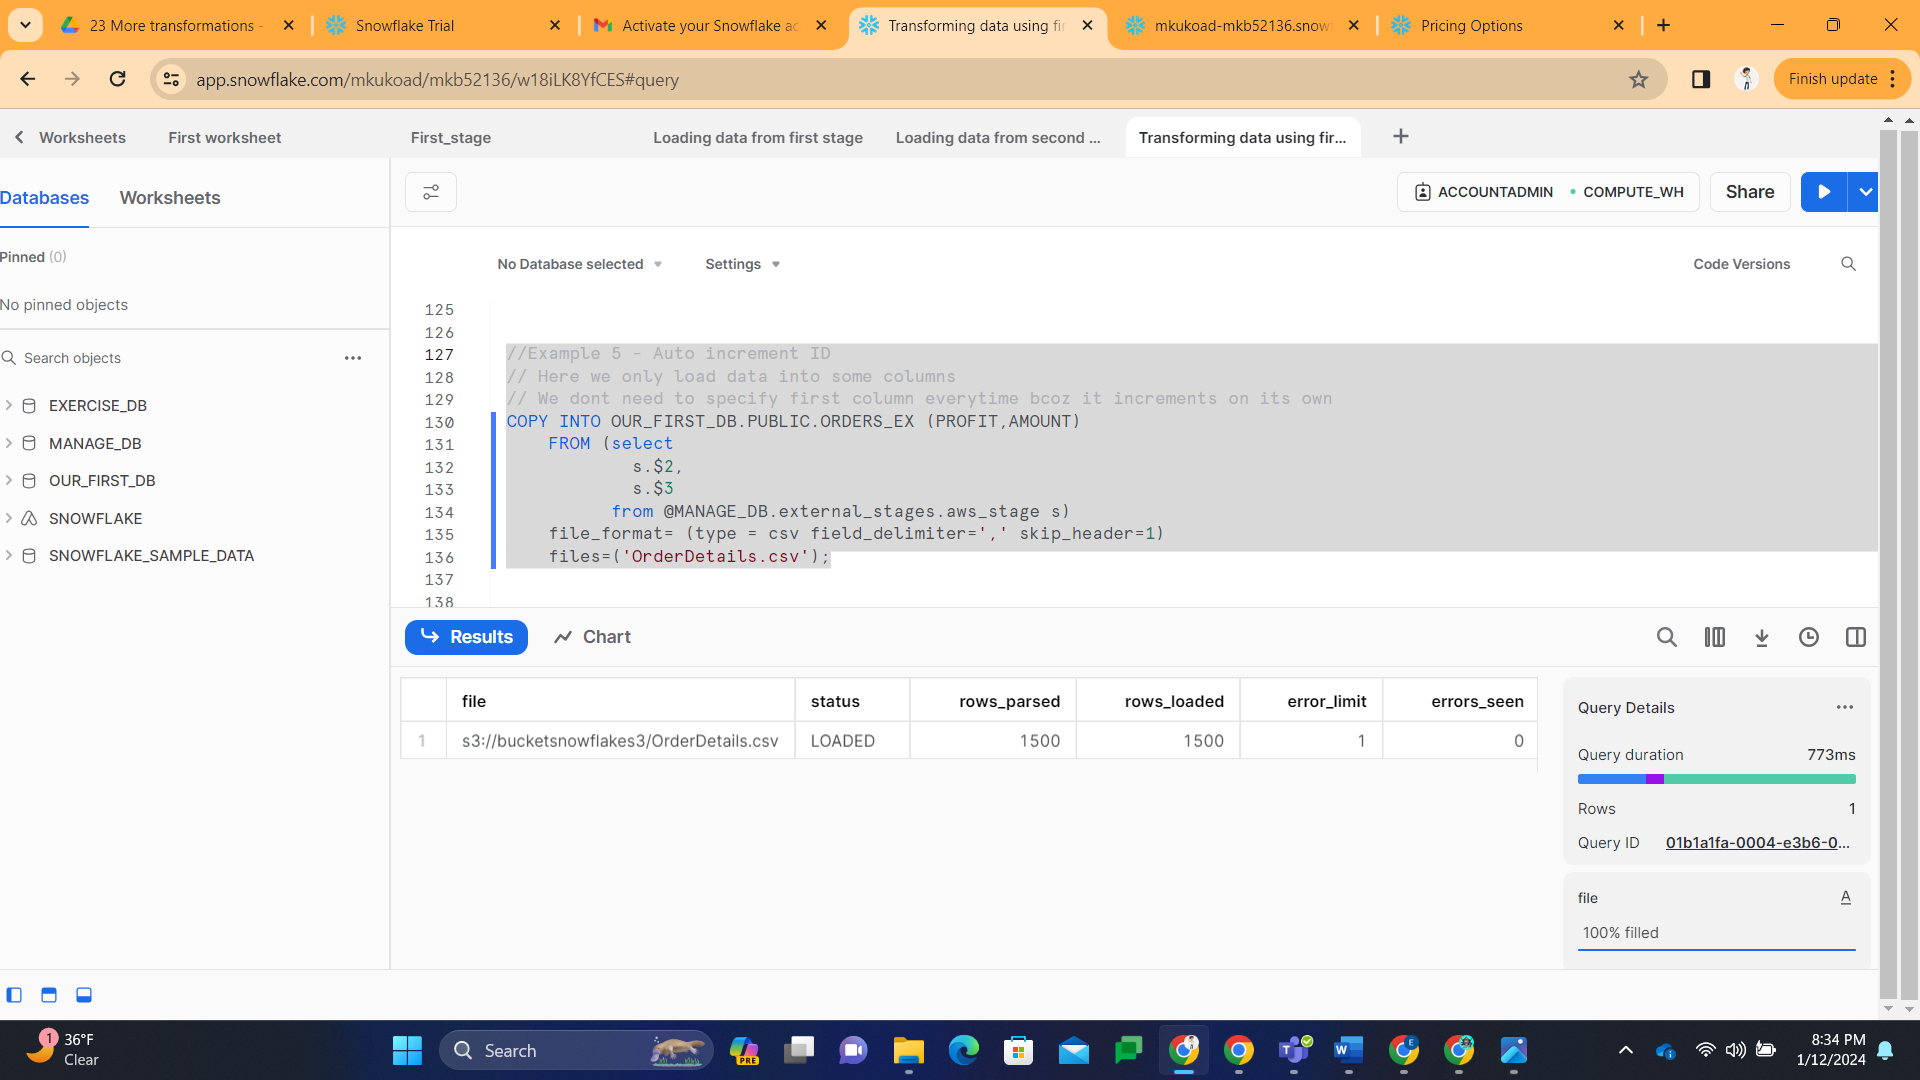 23 More transformations -
Snowflake Trial
Activate your Snowflake ac
Transforming data using fir
mkukoad-mkb52136.snow
Pricing Options
app.snowflake.com/mkukoad/mkb52136/w18iLK8YfCES#query
Finish update
Worksheets
First worksheet
First_stage
Loading data from first stage
Loading data from second ...
Transforming data using fir...
Databases
Worksheets
ACCOUNTADMIN
COMPUTE_WH
Share
Pinned (0)
No pinned objects
No Database selected
Settings
Code Versions
Search objects
EXERCISE_DB
MANAGE_DB
OUR_FIRST_DB
SNOWFLAKE
SNOWFLAKE_SAMPLE_DATA
125
126
127 //Example 5 - Auto increment ID
128 // Here we only load data into some columns
129 // We dont need to specify first column everytime bcoz it increments on its own
130 COPY INTO OUR_FIRST_DB.PUBLIC.ORDERS_EX (PROFIT,AMOUNT)
131 FROM (select
132 s.$2,
133 s.$3
134 from @MANAGE_DB.external_stages.aws_stage s)
135 file_format= (type = csv field_delimiter=',' skip_header=1)
136 files=('OrderDetails.csv');
137
138
Results
Chart
file status rows_parsed rows_loaded error_limit errors_seen
1 s3://bucketsnowflakes3/OrderDetails.csv LOADED 1500 1500 1 0
Query Details
Query duration 773ms
Rows 1
Query ID 01b1a1fa-0004-e3b6-0...
file A
100% filled
1
36°F
Clear
Search
PRE
8:34 PM
1/12/2024